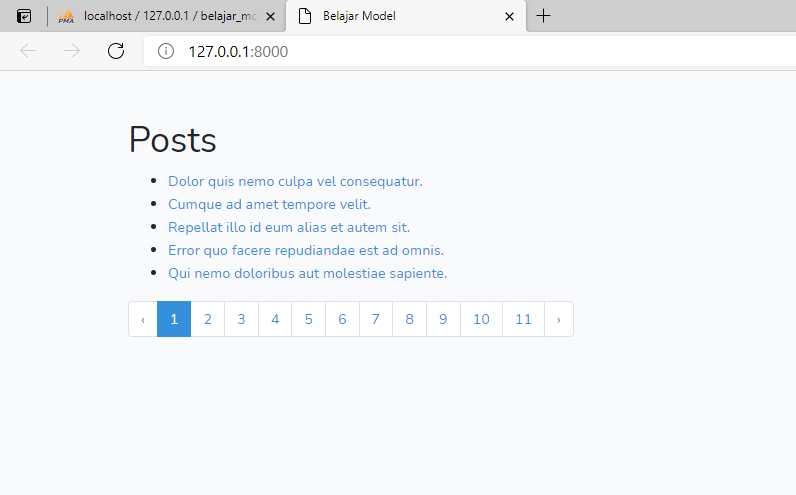 PMA localhost / 127.0.0.1 / belajar_mo Belajar Model
127.0.0.1:8000
Posts
Dolor quis nemo culpa vel consequatur.
Cumque ad amet tempore velit.
Repellat illo id eum alias et autem sit.
Error quo facere repudiandae est ad omnis.
Qui nemo doloribus aut molestiae sapiente.
‹ 1 2 3 4 5 6 7 8 9 10 11 ›